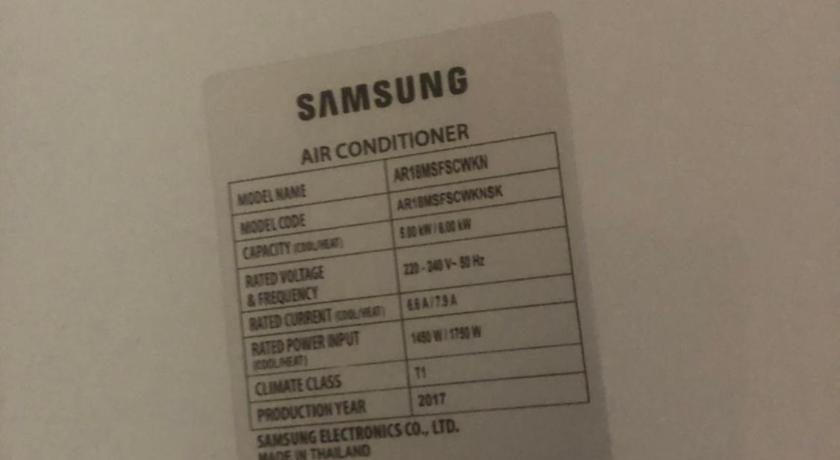 SAMSUNG
AIR CONDITIONER
MODEL NAME AR18MSFSCWKN
MODEL CODE AR18MSFSCWKNSK
CAPACITY (COOL/HEAT) 5.00 kW / 6.00 kW
RATED VOLTAGE
& FREQUENCY 220 - 240 V~ 50 Hz
RATED CURRENT (COOL/HEAT) 6.6 A / 7.9 A
RATED POWER INPUT
(COOL/HEAT) 1450 W / 1750 W
CLIMATE CLASS T1
PRODUCTION YEAR 2017
SAMSUNG ELECTRONICS CO., LTD.
MADE IN THAILAND